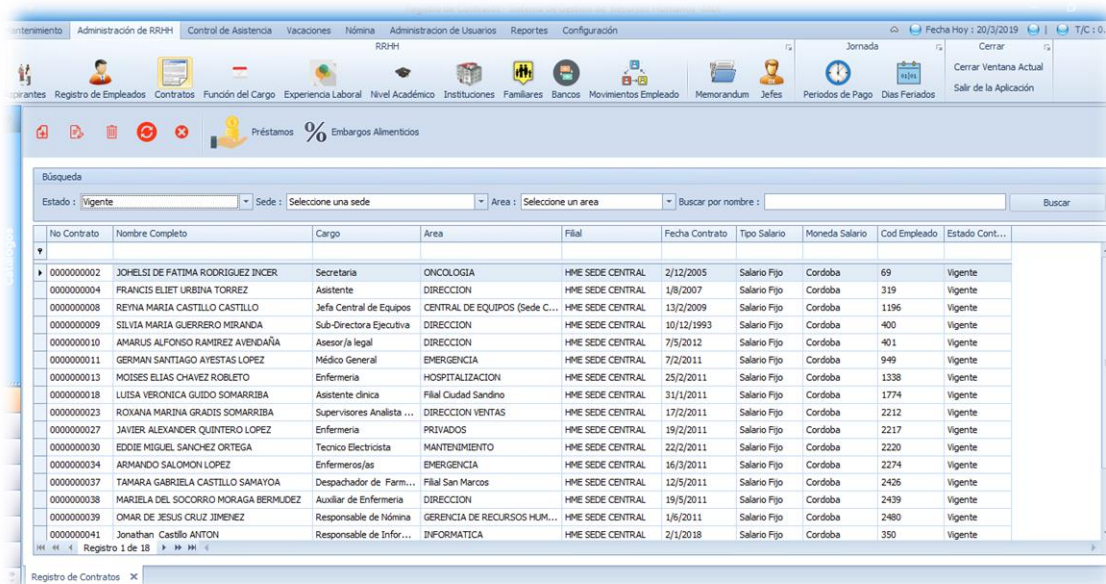 Administración de RRHH Control de Asistencia Vacaciones Nómina Administracion de Usuarios Reportes Configuración Fecha Hoy : 20/3/2019 | T/C : 0.
RRHH Jornada Cerrar
Cerrar Ventana Actual
Salir de la Aplicación
Registro de Empleados Contratos Función del Cargo Experiencia Laboral Nivel Académico Instituciones Familiares Bancos Movimientos Empleado Memorandum Jefes Periodos de Pago Dias Feriados
Préstamos % Embargos Alimenticios
Búsqueda
Estado : Vigente Sede : Seleccione una sede Area : Seleccione un area Buscar por nombre : Buscar
No Contrato Nombre Completo Cargo Area Filial Fecha Contrato Tipo Salario Moneda Salario Cod Empleado Estado Cont...
0000000002 JOHELSI DE FATIMA RODRIGUEZ INCER Secretaria ONCOLOGIA HME SEDE CENTRAL 2/12/2005 Salario Fijo Cordoba 69 Vigente
0000000004 FRANCIS ELIET URBINA TORREZ Asistente DIRECCION HME SEDE CENTRAL 1/8/2007 Salario Fijo Cordoba 319 Vigente
0000000008 REYNA MARIA CASTILLO CASTILLO Jefa Central de Equipos CENTRAL DE EQUIPOS (Sede C... HME SEDE CENTRAL 13/2/2009 Salario Fijo Cordoba 1196 Vigente
0000000009 SILVIA MARIA GUERRERO MIRANDA Sub-Directora Ejecutiva DIRECCION HME SEDE CENTRAL 10/12/1993 Salario Fijo Cordoba 400 Vigente
0000000010 AMARUS ALFONSO RAMIREZ AVENDAÑA Asesor/a legal DIRECCION HME SEDE CENTRAL 7/5/2012 Salario Fijo Cordoba 401 Vigente
0000000011 GERMAN SANTIAGO AYESTAS LOPEZ Médico General EMERGENCIA HME SEDE CENTRAL 7/2/2011 Salario Fijo Cordoba 949 Vigente
0000000013 MOISES ELIAS CHAVEZ ROBLETO Enfermeria HOSPITALIZACION HME SEDE CENTRAL 25/2/2011 Salario Fijo Cordoba 1338 Vigente
0000000018 LUISA VERONICA GUIDO SOMARRIBA Asistente clinica Filial Ciudad Sandino HME SEDE CENTRAL 31/1/2011 Salario Fijo Cordoba 1774 Vigente
0000000023 ROXANA MARINA GRADIS SOMARRIBA Supervisores Analista ... DIRECCION VENTAS HME SEDE CENTRAL 17/2/2011 Salario Fijo Cordoba 2212 Vigente
0000000027 JAVIER ALEXANDER QUINTERO LOPEZ Enfermeria PRIVADOS HME SEDE CENTRAL 19/2/2011 Salario Fijo Cordoba 2217 Vigente
0000000030 EDDIE MIGUEL SANCHEZ ORTEGA Tecnico Electricista MANTENIMIENTO HME SEDE CENTRAL 22/2/2011 Salario Fijo Cordoba 2220 Vigente
0000000034 ARMANDO SALOMON LOPEZ Enfermeros/as EMERGENCIA HME SEDE CENTRAL 16/3/2011 Salario Fijo Cordoba 2274 Vigente
0000000037 TAMARA GABRIELA CASTILLO SAMAYOA Despachador de Farm... Filial San Marcos HME SEDE CENTRAL 12/5/2011 Salario Fijo Cordoba 2426 Vigente
0000000038 MARIELA DEL SOCORRO MORAGA BERMUDEZ Auxiliar de Enfermeria DIRECCION HME SEDE CENTRAL 19/5/2011 Salario Fijo Cordoba 2439 Vigente
0000000039 OMAR DE JESUS CRUZ JIMENEZ Responsable de Nómina GERENCIA DE RECURSOS HUM... HME SEDE CENTRAL 1/6/2011 Salario Fijo Cordoba 2480 Vigente
0000000041 Jonathan Castillo ANTON Responsable de Infor... INFORMATICA HME SEDE CENTRAL 2/1/2018 Salario Fijo Cordoba 350 Vigente
Registro 1 de 18
Registro de Contratos